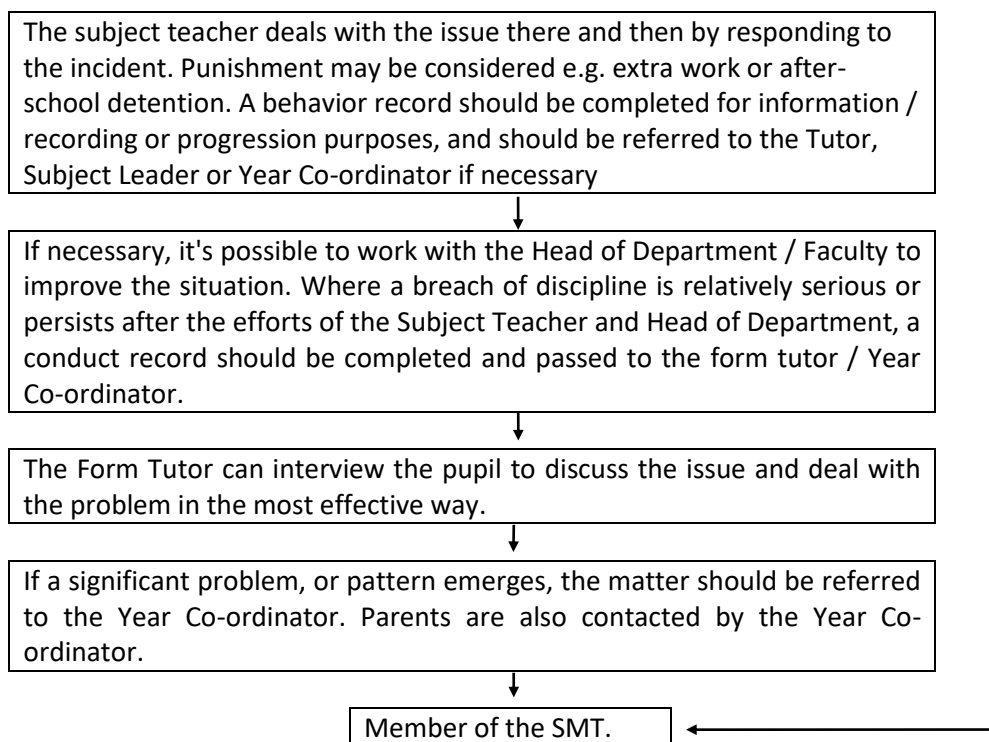 The subject teacher deals with the issue there and then by responding to
the incident. Punishment may be considered e.g. extra work or after-
school detention. A behavior record should be completed for information /
recording or progression purposes, and should be referred to the Tutor,
Subject Leader or Year Co-ordinator if necessary
If necessary, it's possible to work with the Head of Department / Faculty to
improve the situation. Where a breach of discipline is relatively serious or
persists after the efforts of the Subject Teacher and Head of Department, a
conduct record should be completed and passed to the form tutor / Year
Co-ordinator.
The Form Tutor can interview the pupil to discuss the issue and deal with
the problem in the most effective way.
If a significant problem, or pattern emerges, the matter should be referred
to the Year Co-ordinator. Parents are also contacted by the Year Co-
ordinator.
Member of the SMT.